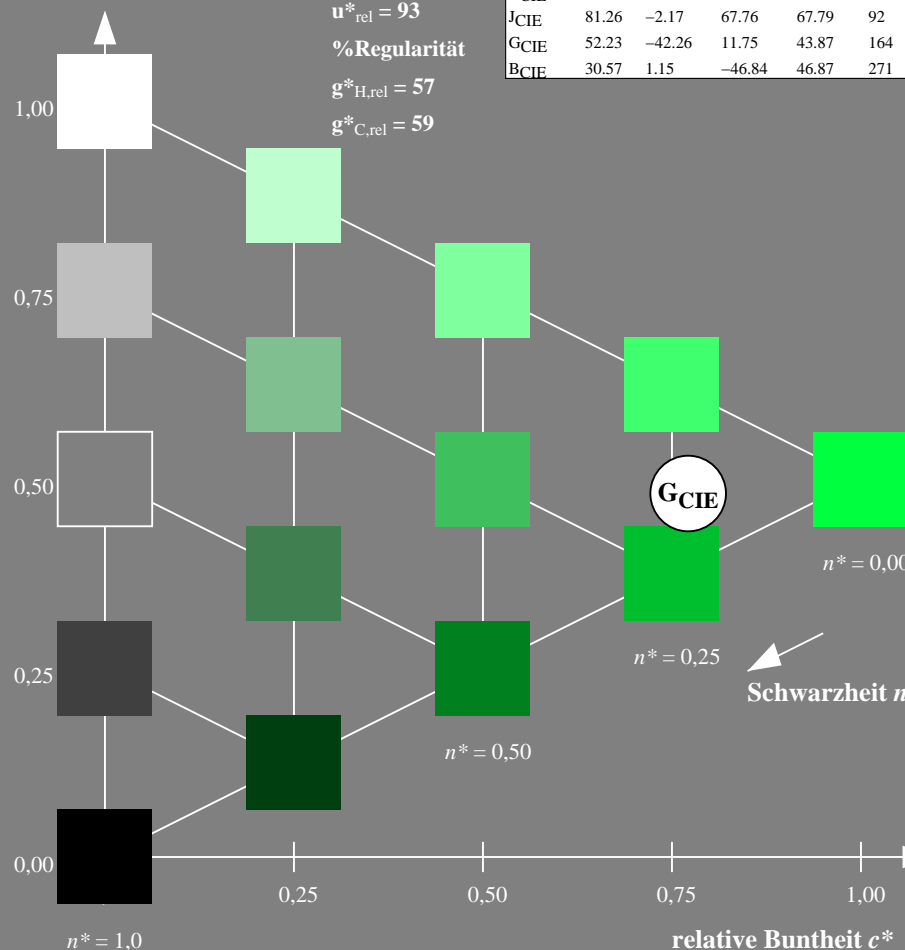 u*rel = 93
%Regularität
g*H,rel = 57
g*C,rel = 59
CIE
JCIE 81.26 −2.17 67.76 67.79 92
GCIE 52.23 −42.26 11.75 43.87 164
BCIE 30.57 1.15 −46.84 46.87 271
1,00
0,75
0,50
GCIE
n* = 0,00
n* = 0,25
0,25
Schwarzheit n
n* = 0,50
0,00
0,25 0,50 0,75 1,00
n* = 1,0
relative Buntheit c*